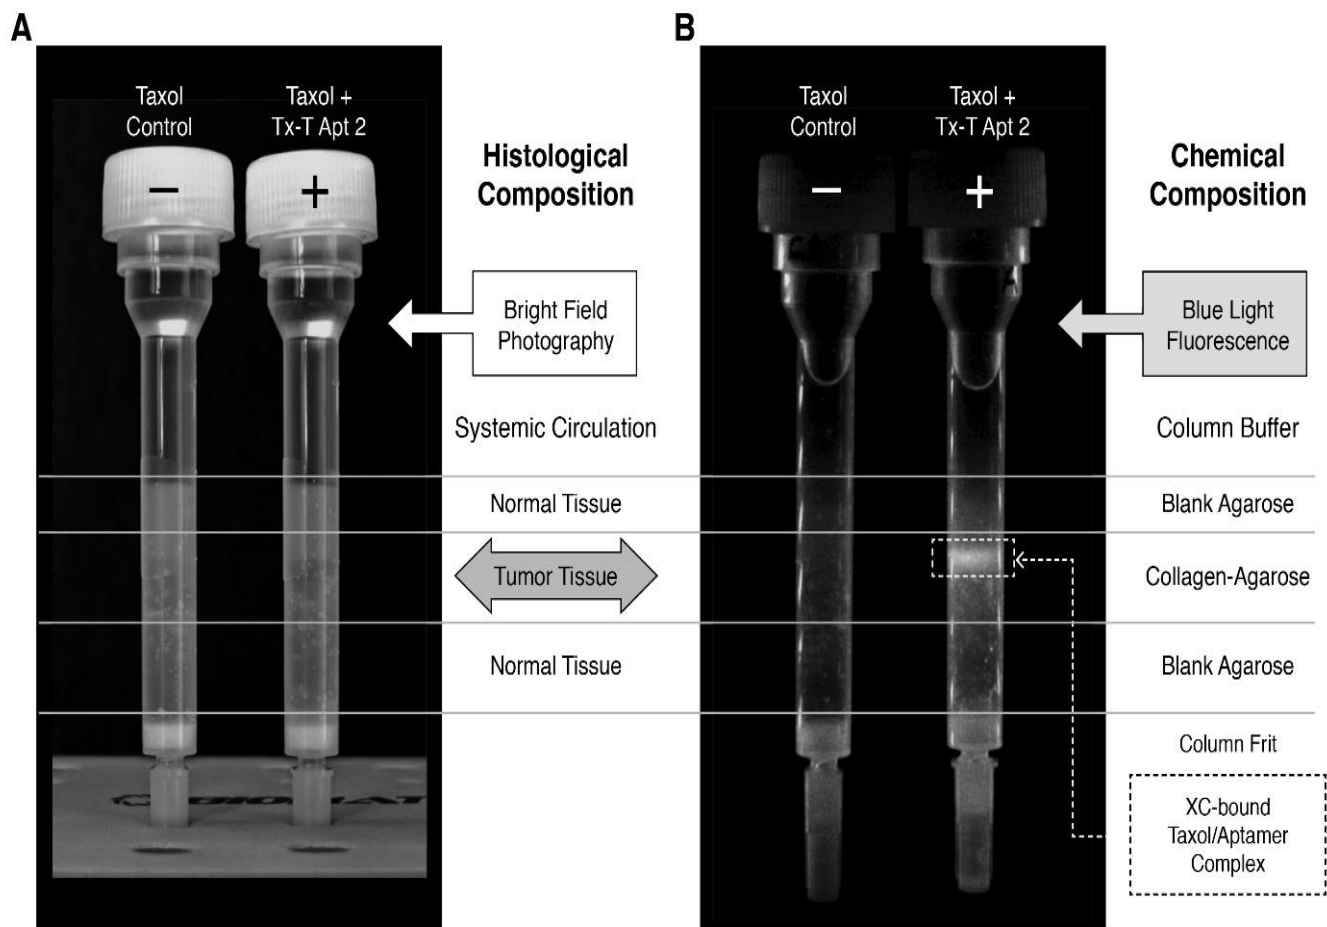 A
Taxol
Control
Taxol +
Tx-T Apt 2
−
+
Histological
Composition
Bright Field
Photography
Systemic Circulation
Normal Tissue
Tumor Tissue
Normal Tissue
B
Taxol
Control
Taxol +
Tx-T Apt 2
−
+
Chemical
Composition
Blue Light
Fluorescence
Column Buffer
Blank Agarose
Collagen-Agarose
Blank Agarose
Column Frit
XC-bound
Taxol/Aptamer
Complex